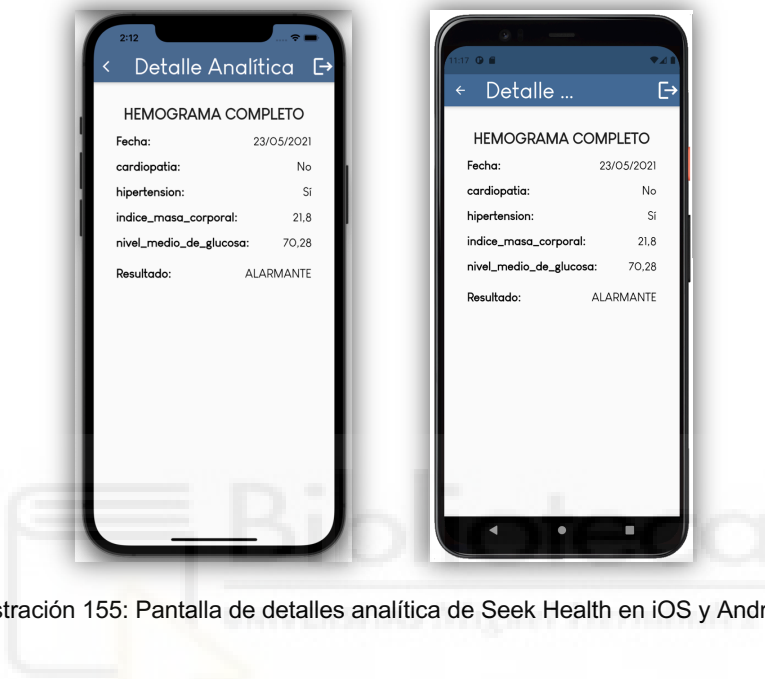 2:12
Detalle Analítica
HEMOGRAMA COMPLETO
Fecha: 23/05/2021
cardiopatia: No
hipertension: Sí
indice_masa_corporal: 21,8
nivel_medio_de_glucosa: 70,28
Resultado: ALARMANTE
11:17
Detalle ...
HEMOGRAMA COMPLETO
Fecha: 23/05/2021
cardiopatia: No
hipertension: Sí
indice_masa_corporal: 21,8
nivel_medio_de_glucosa: 70,28
Resultado: ALARMANTE
Biblioteca
stración 155: Pantalla de detalles analítica de Seek Health en iOS y Andr